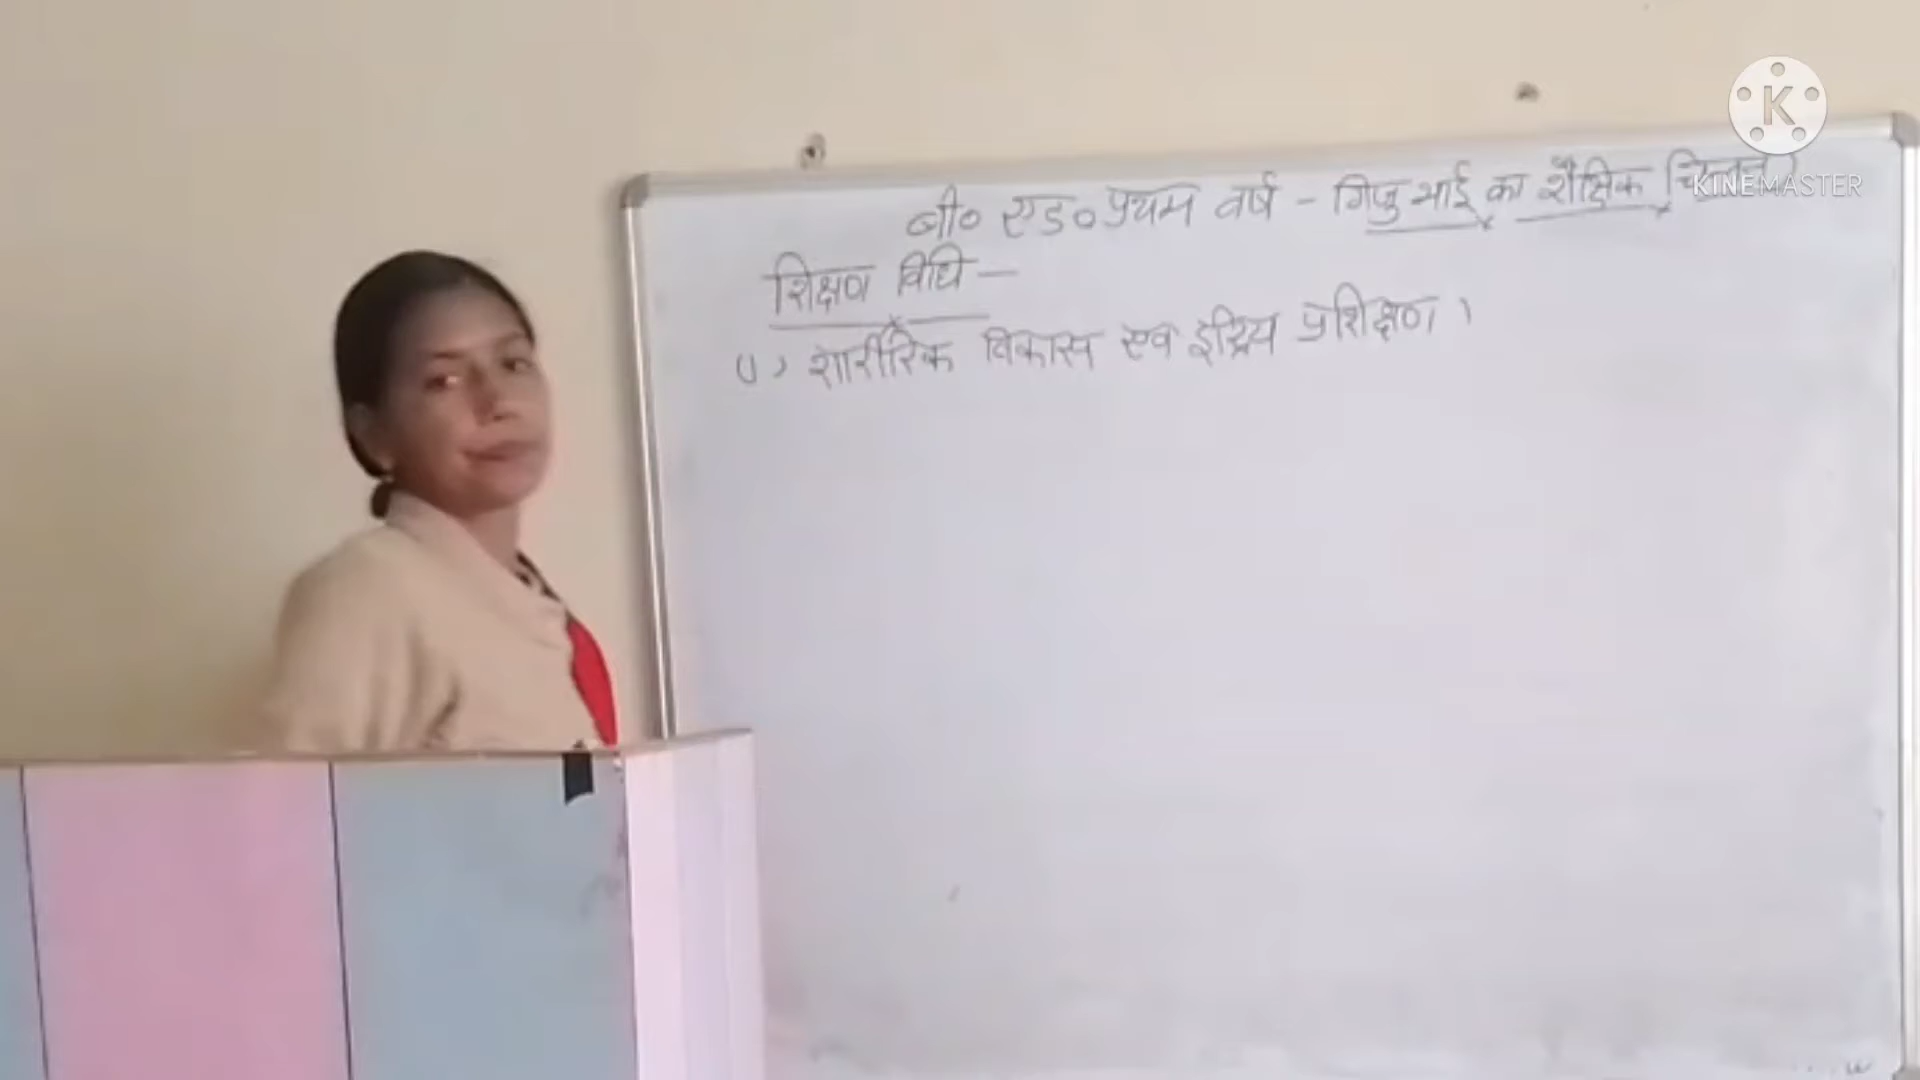 K
KINEMASTER
बी० एड० प्रथम वर्ष - गिजु भाई का शैक्षिक चिन्तन
शिक्षण विधि —
(1) शारीरिक विकास एवं इन्द्रिय प्रशिक्षण।